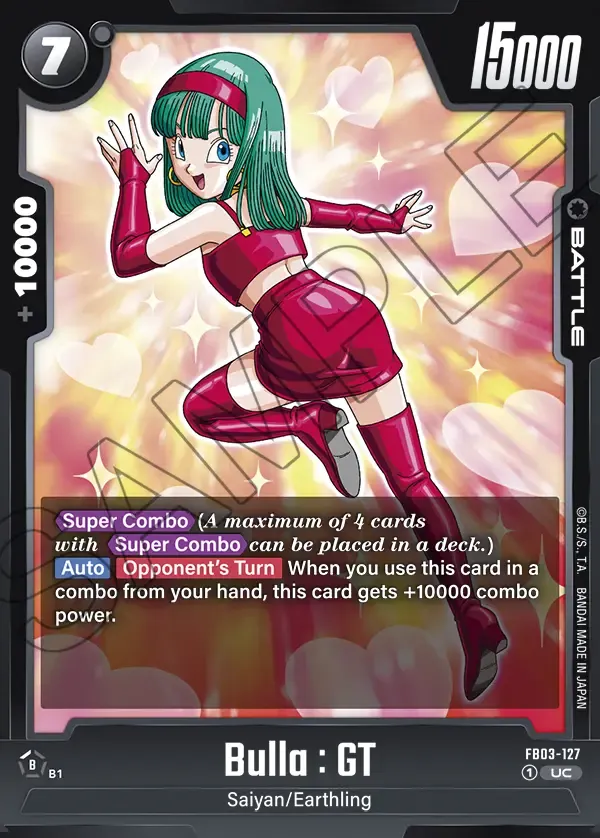 7
15000
+10000
BATTLE
SAMPLE
Super Combo (A maximum of 4 cards
with Super Combo can be placed in a deck.)
Auto Opponent's Turn When you use this card in a
combo from your hand, this card gets +10000 combo
power.
©B.S./S., T.A. BANDAI MADE IN JAPAN
B
B1
Bulla : GT
FB03-127
1 UC
Saiyan/Earthling